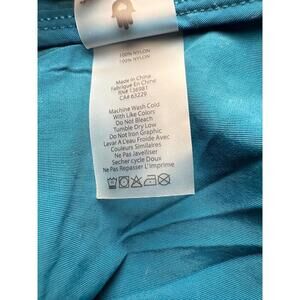 100% NYLON
100% NYLON
Made in China
Fabriqué En China
RN# 136981
CA# 63229
Machine Wash Cold
With Like Colors
Do Not Bleach
Tumble Dry Low
Do Not Iron Graphic
Lavar A L'eau Froide Avec
Couleurs Similaires
Ne Pas Javelliser
Secher cycle Doux
Ne Pas Repasser L'imprime